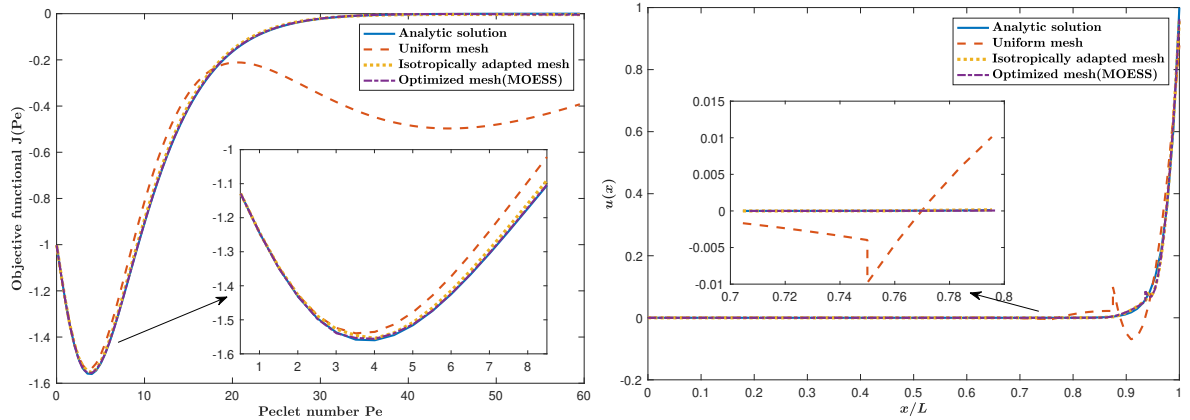 Objective functional J(Pe)
0
-0.2
-0.4
-0.6
-0.8
-1
-1.2
-1.4
-1.6
0 10 20 30 40 50 60
Peclet number Pe
Analytic solution
Uniform mesh
Isotropically adapted mesh
Optimized mesh(MOESS)
-1
-1.1
-1.2
-1.3
-1.4
-1.5
-1.6
1 2 3 4 5 6 7 8
u(x)
1
0.8
0.6
0.4
0.2
0
-0.2
0 0.1 0.2 0.3 0.4 0.5 0.6 0.7 0.8 0.9 1
x/L
Analytic solution
Uniform mesh
Isotropically adapted mesh
Optimized mesh(MOESS)
0.015
0.01
0.005
0
-0.005
-0.01
0.7 0.72 0.74 0.76 0.78 0.8